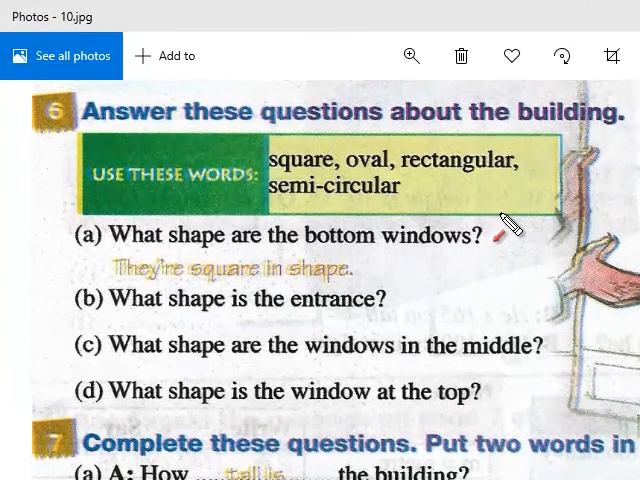 Photos - 10.jpg
See all photos
Add to
6 Answer these questions about the building.
USE THESE WORDS: square, oval, rectangular,
semi-circular
(a) What shape are the bottom windows?
They're square in shape.
(b) What shape is the entrance?
(c) What shape are the windows in the middle?
(d) What shape is the window at the top?
7 Complete these questions. Put two words in
(a) A: How ....tall is........ the building?